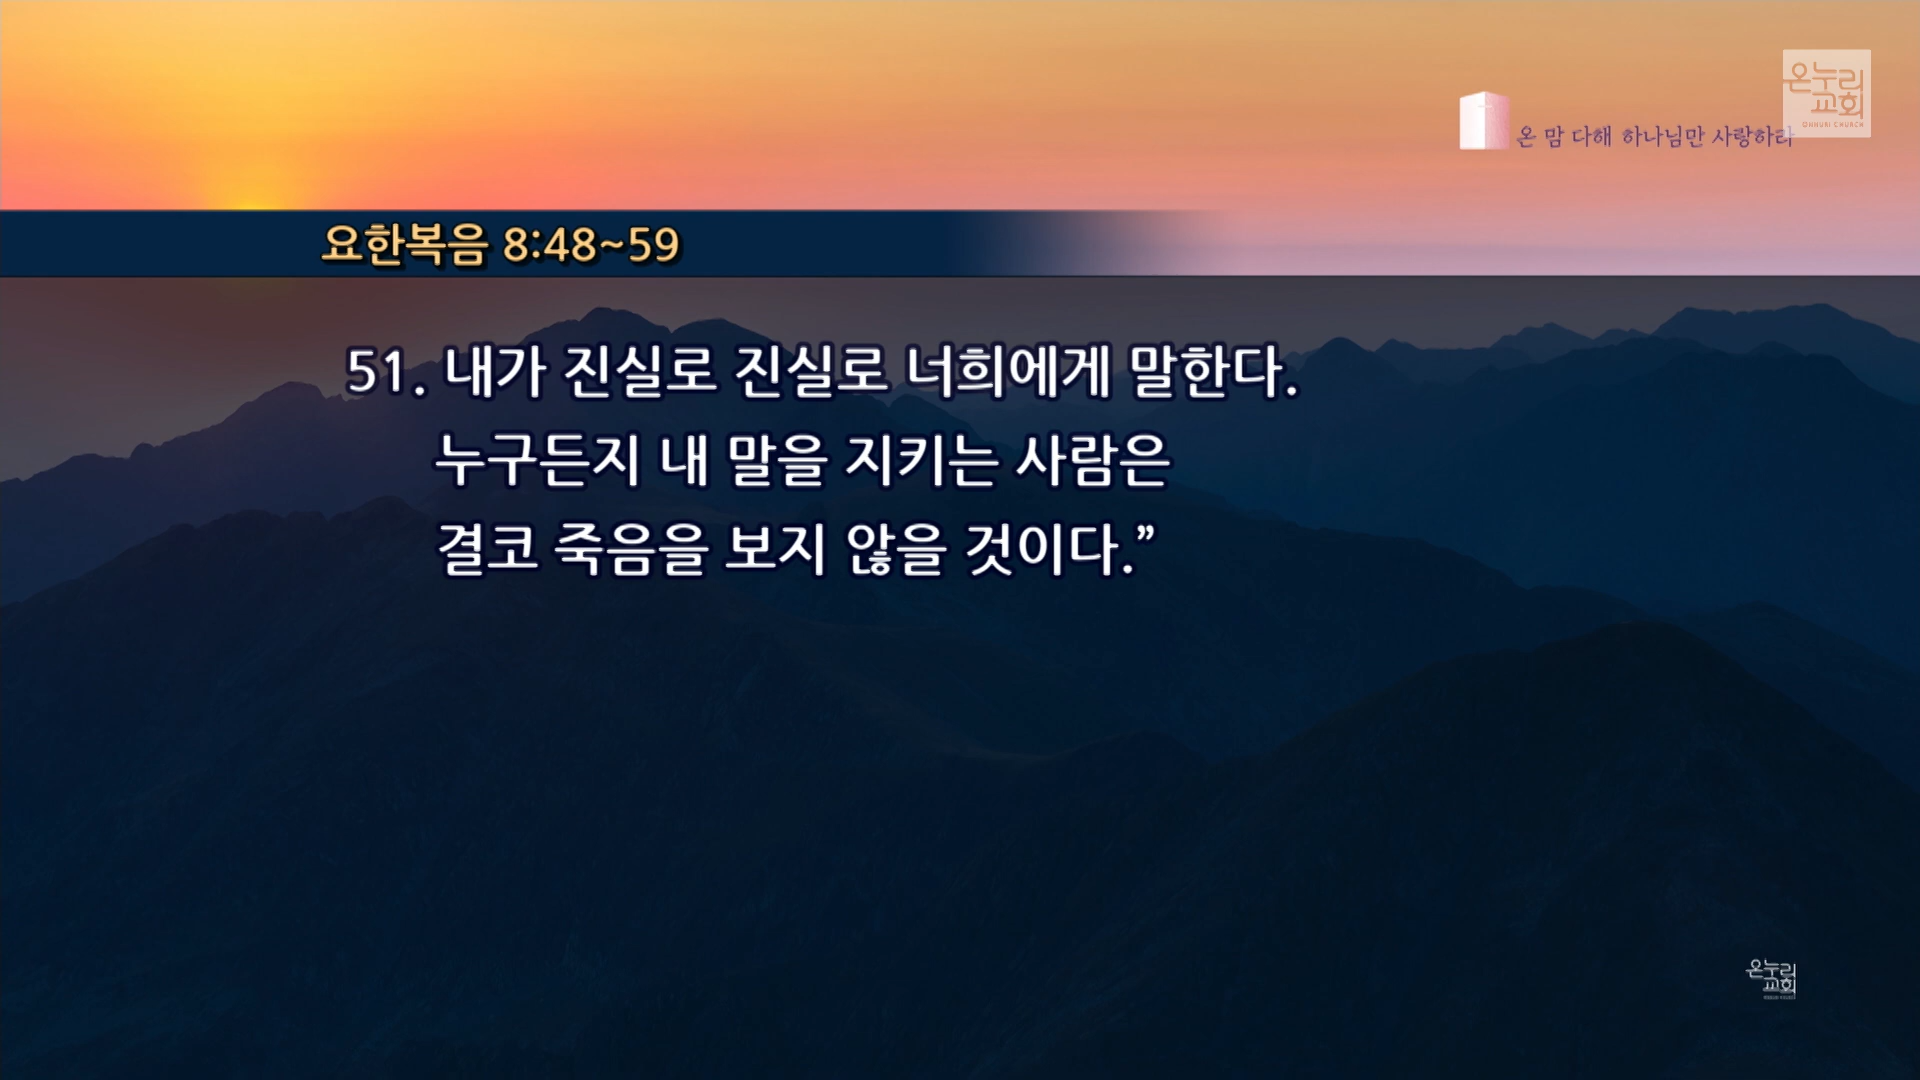 온누리
교회
ONNURI CHURCH
온 맘 다해 하나님만 사랑하라
요한복음 8:48~59
51. 내가 진실로 진실로 너희에게 말한다.
누구든지 내 말을 지키는 사람은
결코 죽음을 보지 않을 것이다.”
온누리
교회